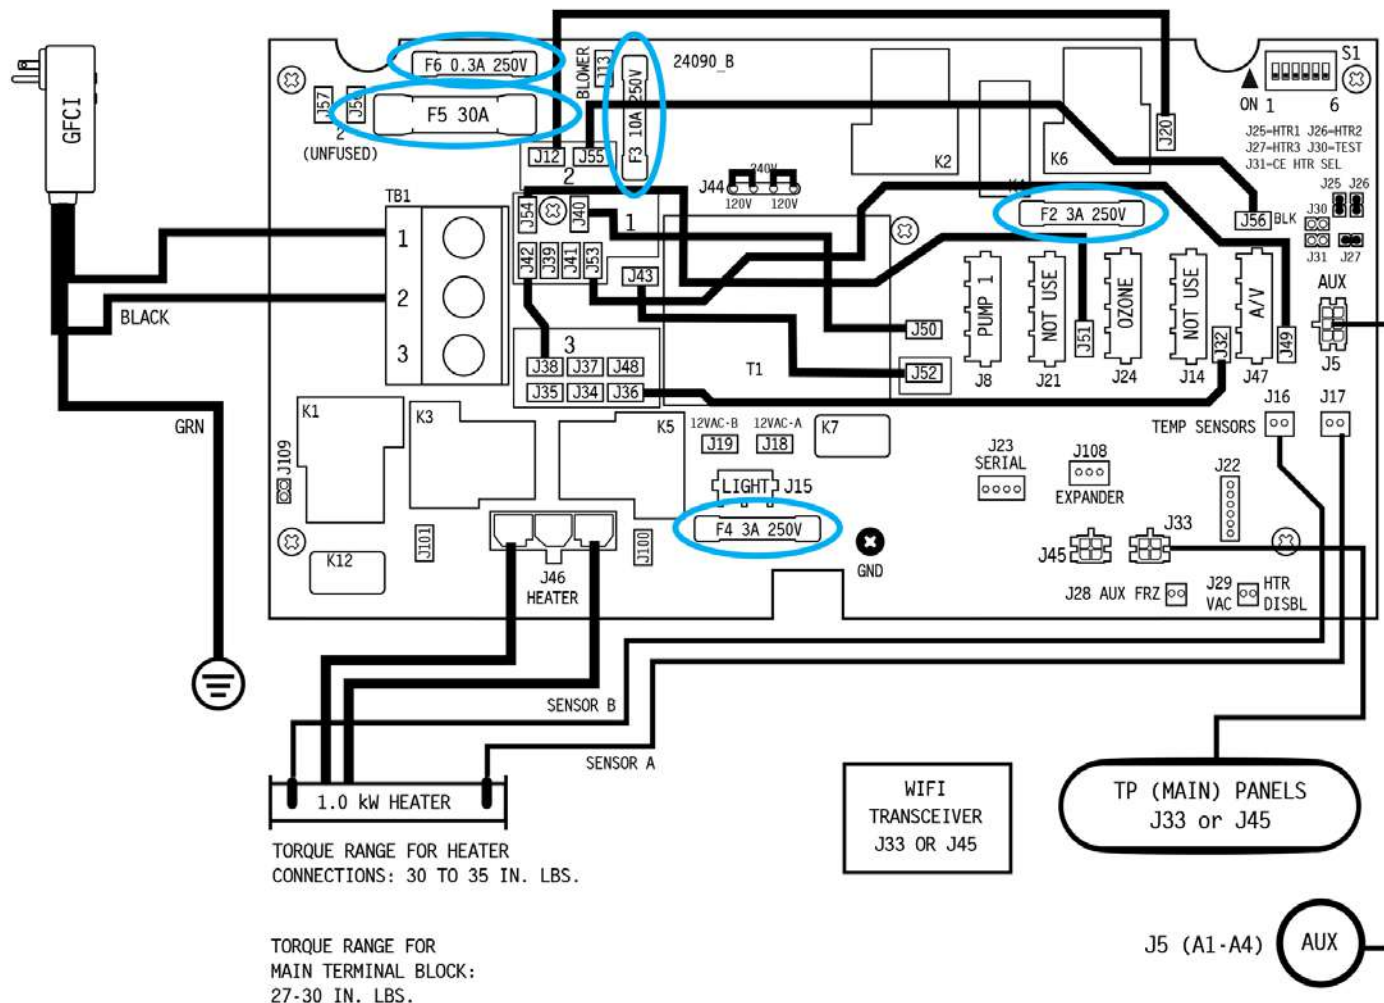 GFCI
F6 0.3A 250V
F5 30A
J57
2
(UNFUSED)
BLOWER
J13
F3 10A 250V
24090_B
J12
J55
2
K2
K6
J20
S1
ON 1 6
J25=HTR1 J26=HTR2
J27=HTR3 J30=TEST
J31=CE HTR SEL
J25 J26
J30
J31 J27
J44
240V
120V 120V
F2 3A 250V
J56 BLK
TB1
1
2
3
J54
J40
1
J42
J39
J41
J53
J43
BLACK
GRN
3
J38 J37 J48
J35 J34 J36
T1
J50
J52
PUMP 1
J8
NOT USE
J21
J51
OZONE
J24
NOT USE
J14
J32
A/V
J47
J49
AUX
J5
K1
K3
K5
12VAC-B 12VAC-A
J19 J18
K7
J109
TEMP SENSORS
J16 J17
J23
SERIAL
J108
EXPANDER
J22
LIGHT J15
F4 3A 250V
GND
J45
J33
K12
J101
J46
HEATER
J100
J28 AUX FRZ
J29
VAC
HTR
DISBL
SENSOR B
SENSOR A
1.0 kW HEATER
TORQUE RANGE FOR HEATER
CONNECTIONS: 30 TO 35 IN. LBS.
WIFI
TRANSCEIVER
J33 OR J45
TP (MAIN) PANELS
J33 or J45
TORQUE RANGE FOR
MAIN TERMINAL BLOCK:
27-30 IN. LBS.
J5 (A1-A4)
AUX